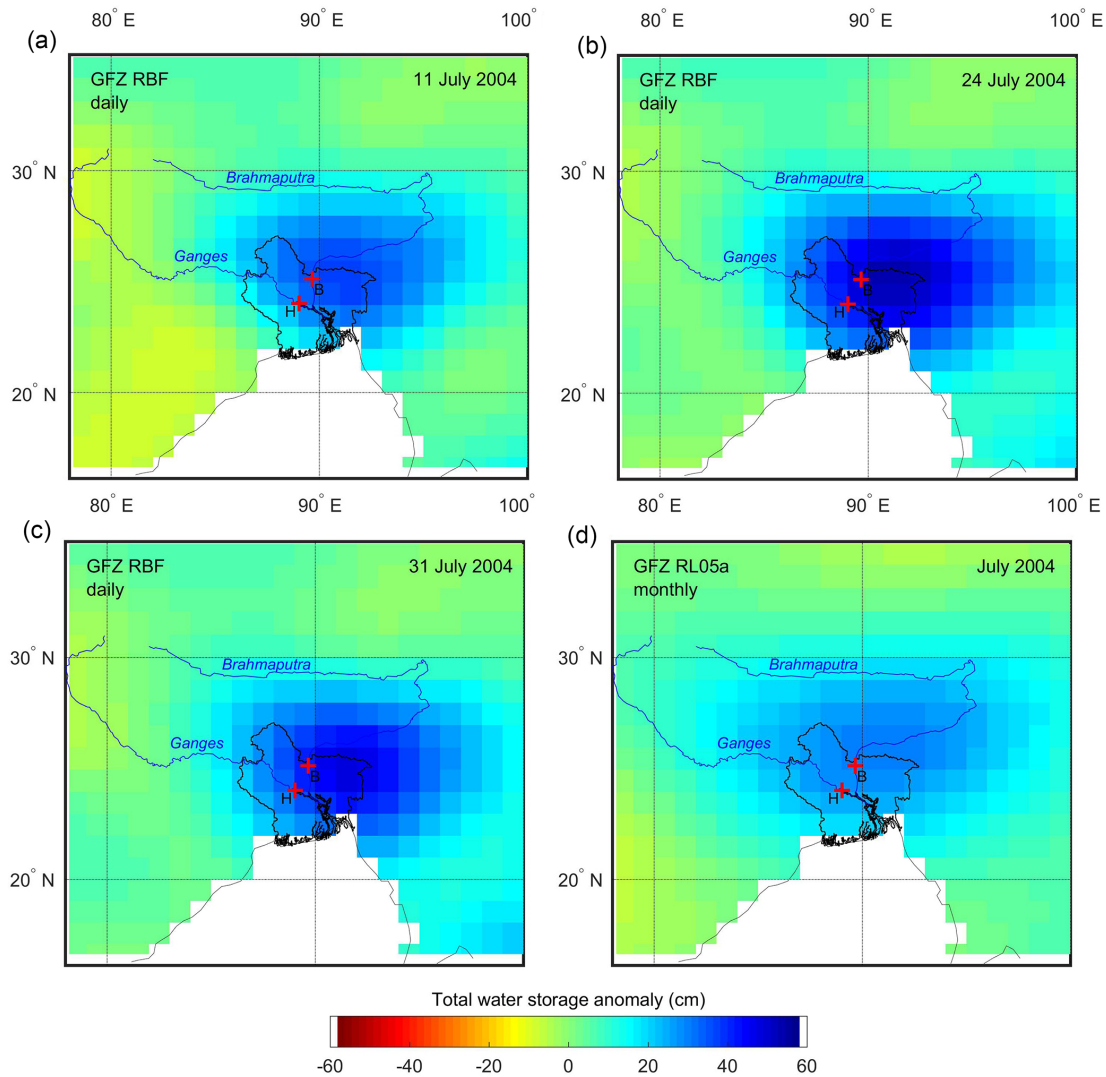 80° E 90° E 100° 80° E 90° E 100° E
(a) (b)
GFZ RBF 11 July 2004 GFZ RBF 24 July 2004
daily daily
30° N 30° N
Brahmaputra Brahmaputra
Ganges Ganges
B B
H H
20° N 20° N
80° E 90° E 100° E 80° E 90° E 100° E
(c) (d)
GFZ RBF 31 July 2004 GFZ RL05a July 2004
daily monthly
30° N 30° N
Brahmaputra Brahmaputra
Ganges Ganges
B B
H H
20° N 20° N
Total water storage anomaly (cm)
-60 -40 -20 0 20 40 60